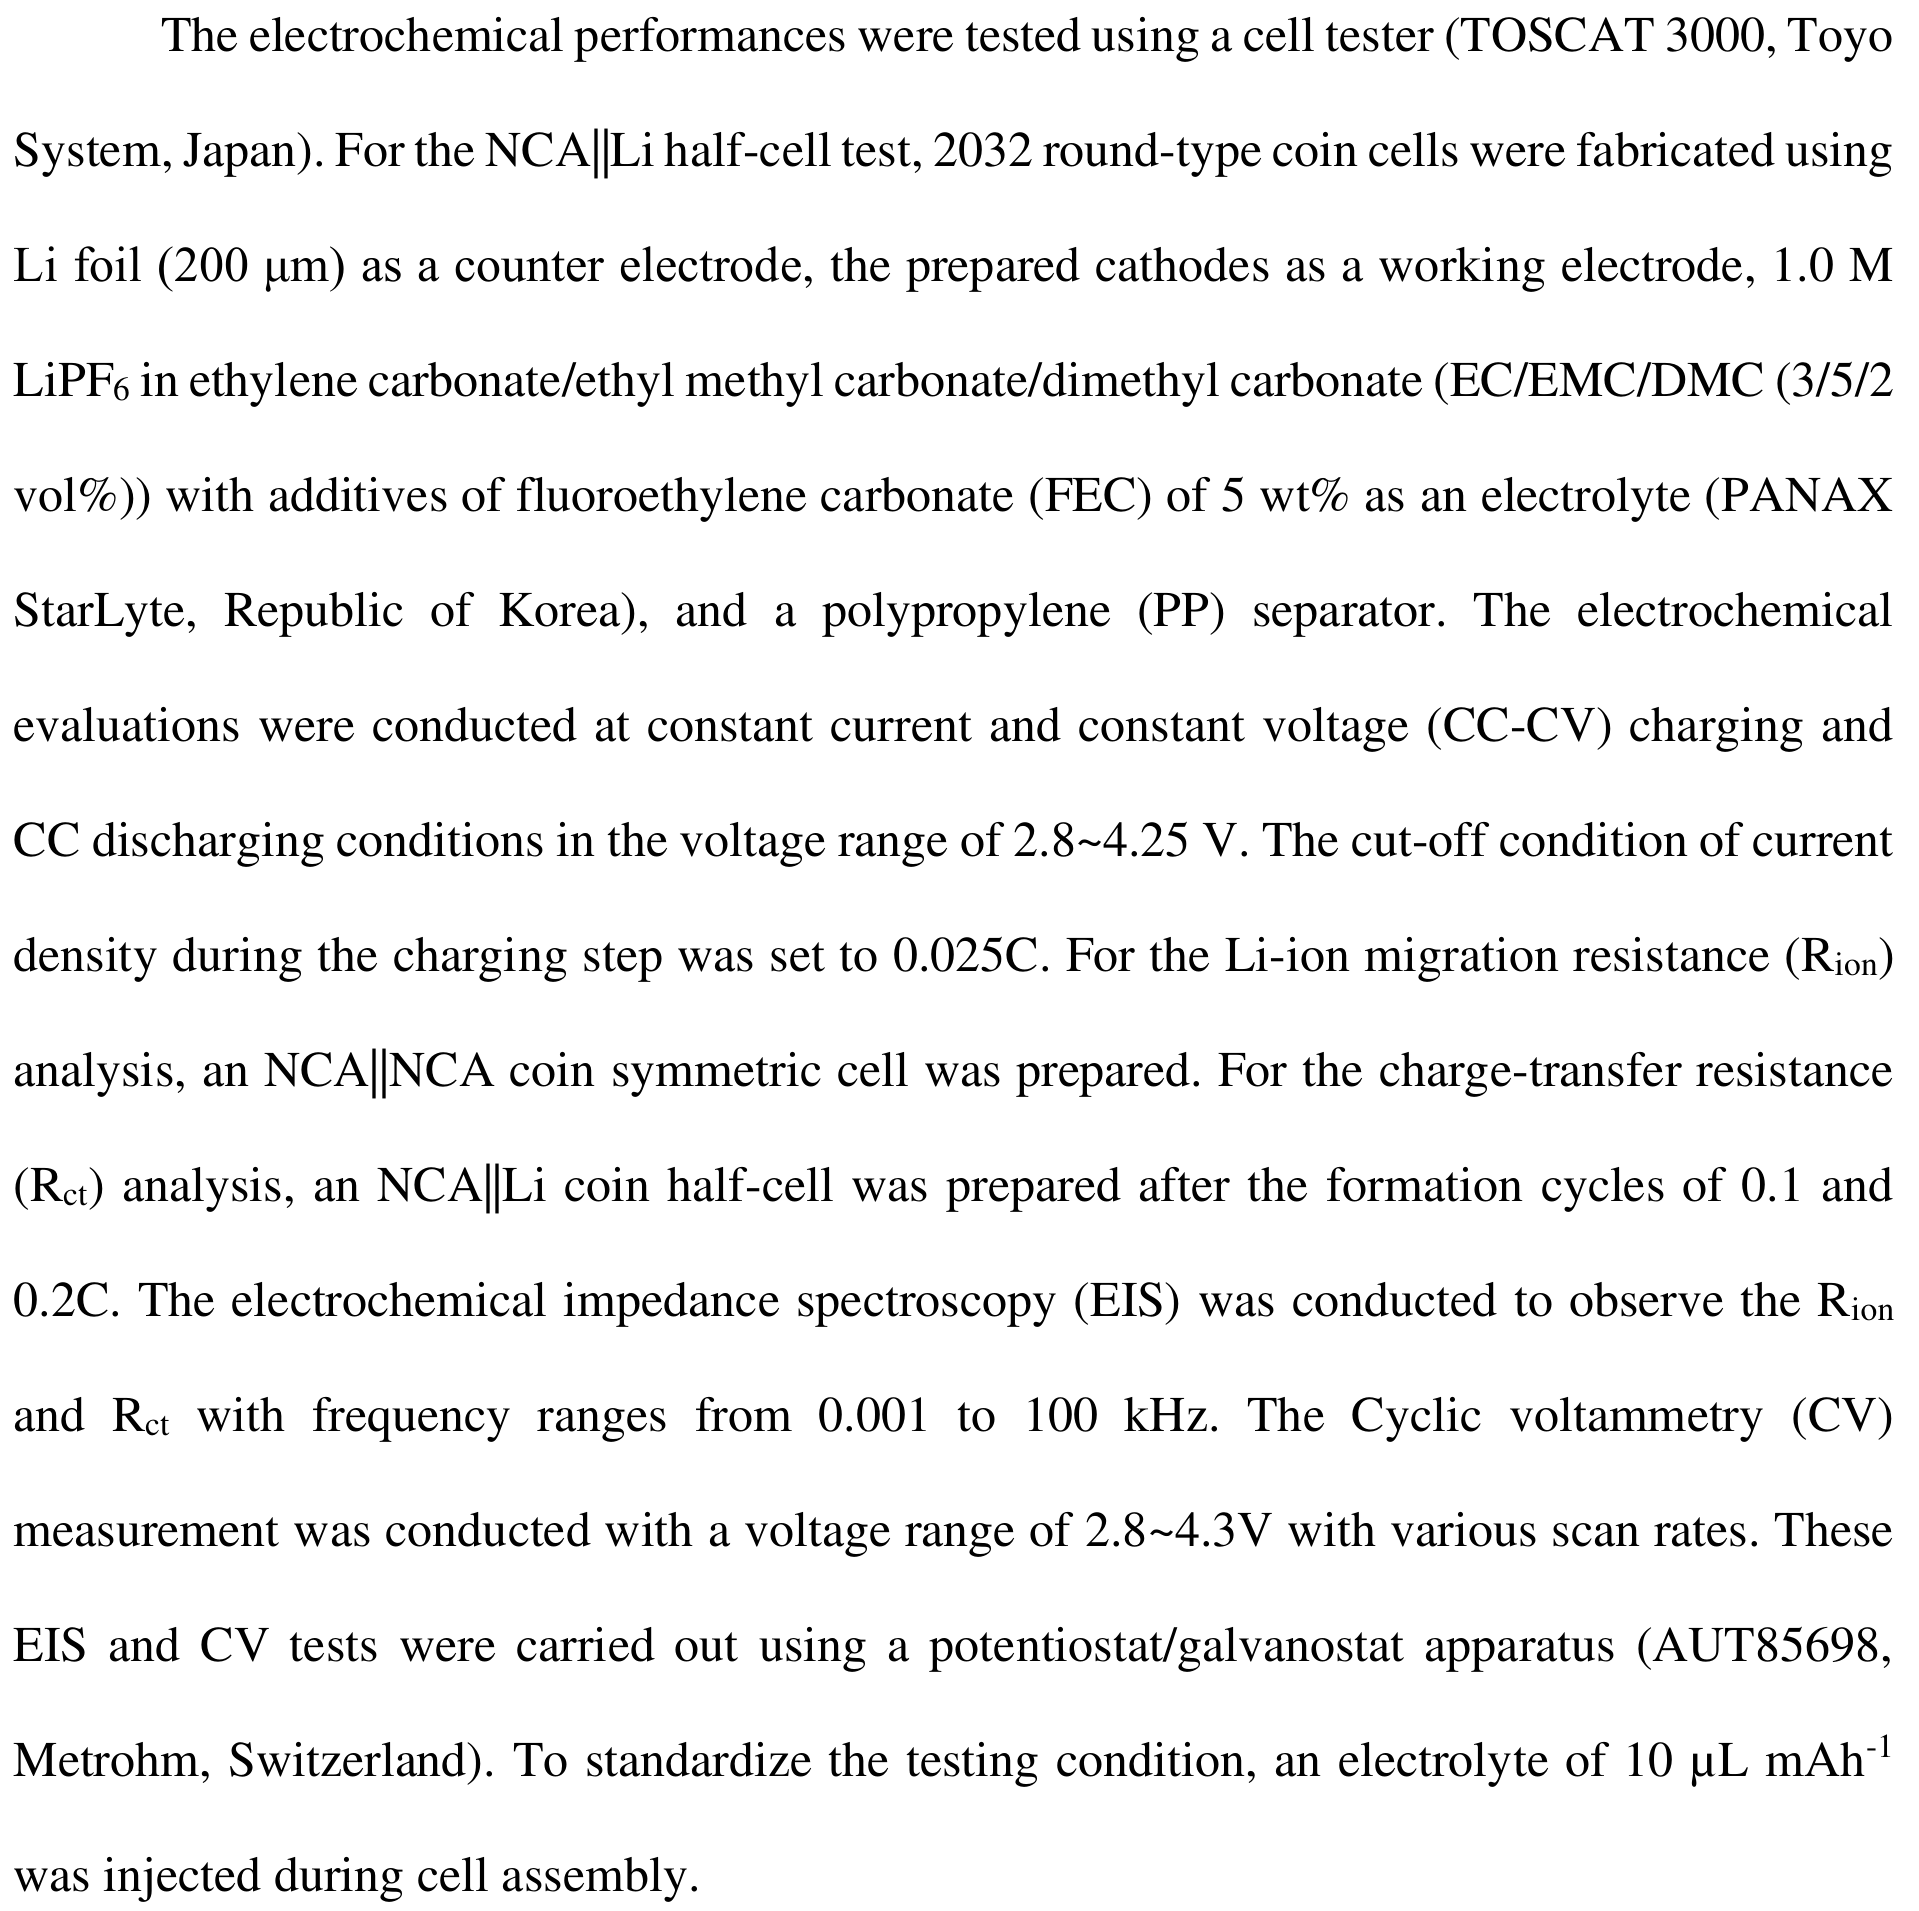 The electrochemical performances were tested using a cell tester (TOSCAT 3000, Toyo
System, Japan). For the NCA||Li half-cell test, 2032 round-type coin cells were fabricated using
Li foil (200 μm) as a counter electrode, the prepared cathodes as a working electrode, 1.0 M
LiPF₆ in ethylene carbonate/ethyl methyl carbonate/dimethyl carbonate (EC/EMC/DMC (3/5/2
vol%)) with additives of fluoroethylene carbonate (FEC) of 5 wt% as an electrolyte (PANAX
StarLyte, Republic of Korea), and a polypropylene (PP) separator. The electrochemical
evaluations were conducted at constant current and constant voltage (CC-CV) charging and
CC discharging conditions in the voltage range of 2.8~4.25 V. The cut-off condition of current
density during the charging step was set to 0.025C. For the Li-ion migration resistance (Rion)
analysis, an NCA||NCA coin symmetric cell was prepared. For the charge-transfer resistance
(Rct) analysis, an NCA||Li coin half-cell was prepared after the formation cycles of 0.1 and
0.2C. The electrochemical impedance spectroscopy (EIS) was conducted to observe the Rion
and Rct with frequency ranges from 0.001 to 100 kHz. The Cyclic voltammetry (CV)
measurement was conducted with a voltage range of 2.8~4.3V with various scan rates. These
EIS and CV tests were carried out using a potentiostat/galvanostat apparatus (AUT85698,
Metrohm, Switzerland). To standardize the testing condition, an electrolyte of 10 μL mAh⁻¹
was injected during cell assembly.